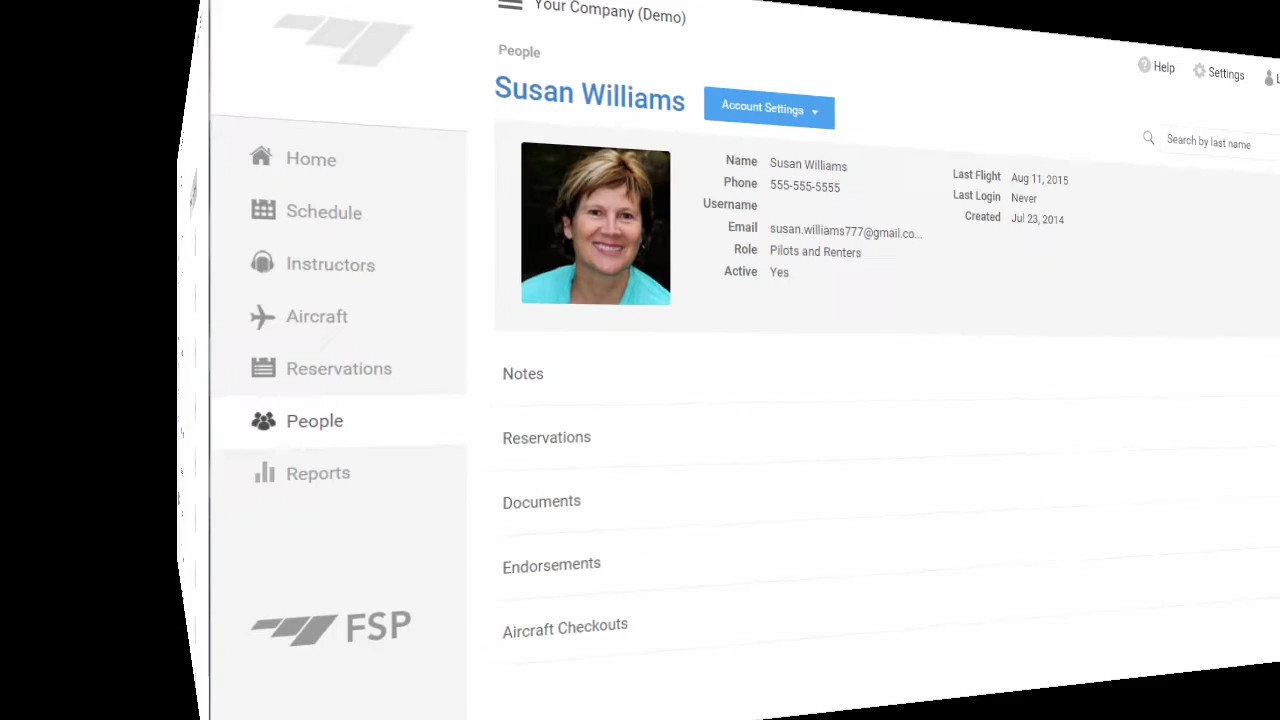 Your Company (Demo)
Help
Settings
People
Susan Williams
Account Settings
Search by last name
Name Susan Williams
Phone 555-555-5555
Username
Email susan.williams777@gmail.co...
Role Pilots and Renters
Active Yes
Last Flight Aug 11, 2015
Last Login Never
Created Jul 23, 2014
Home
Schedule
Instructors
Aircraft
Reservations
People
Reports
Notes
Reservations
Documents
Endorsements
Aircraft Checkouts
FSP